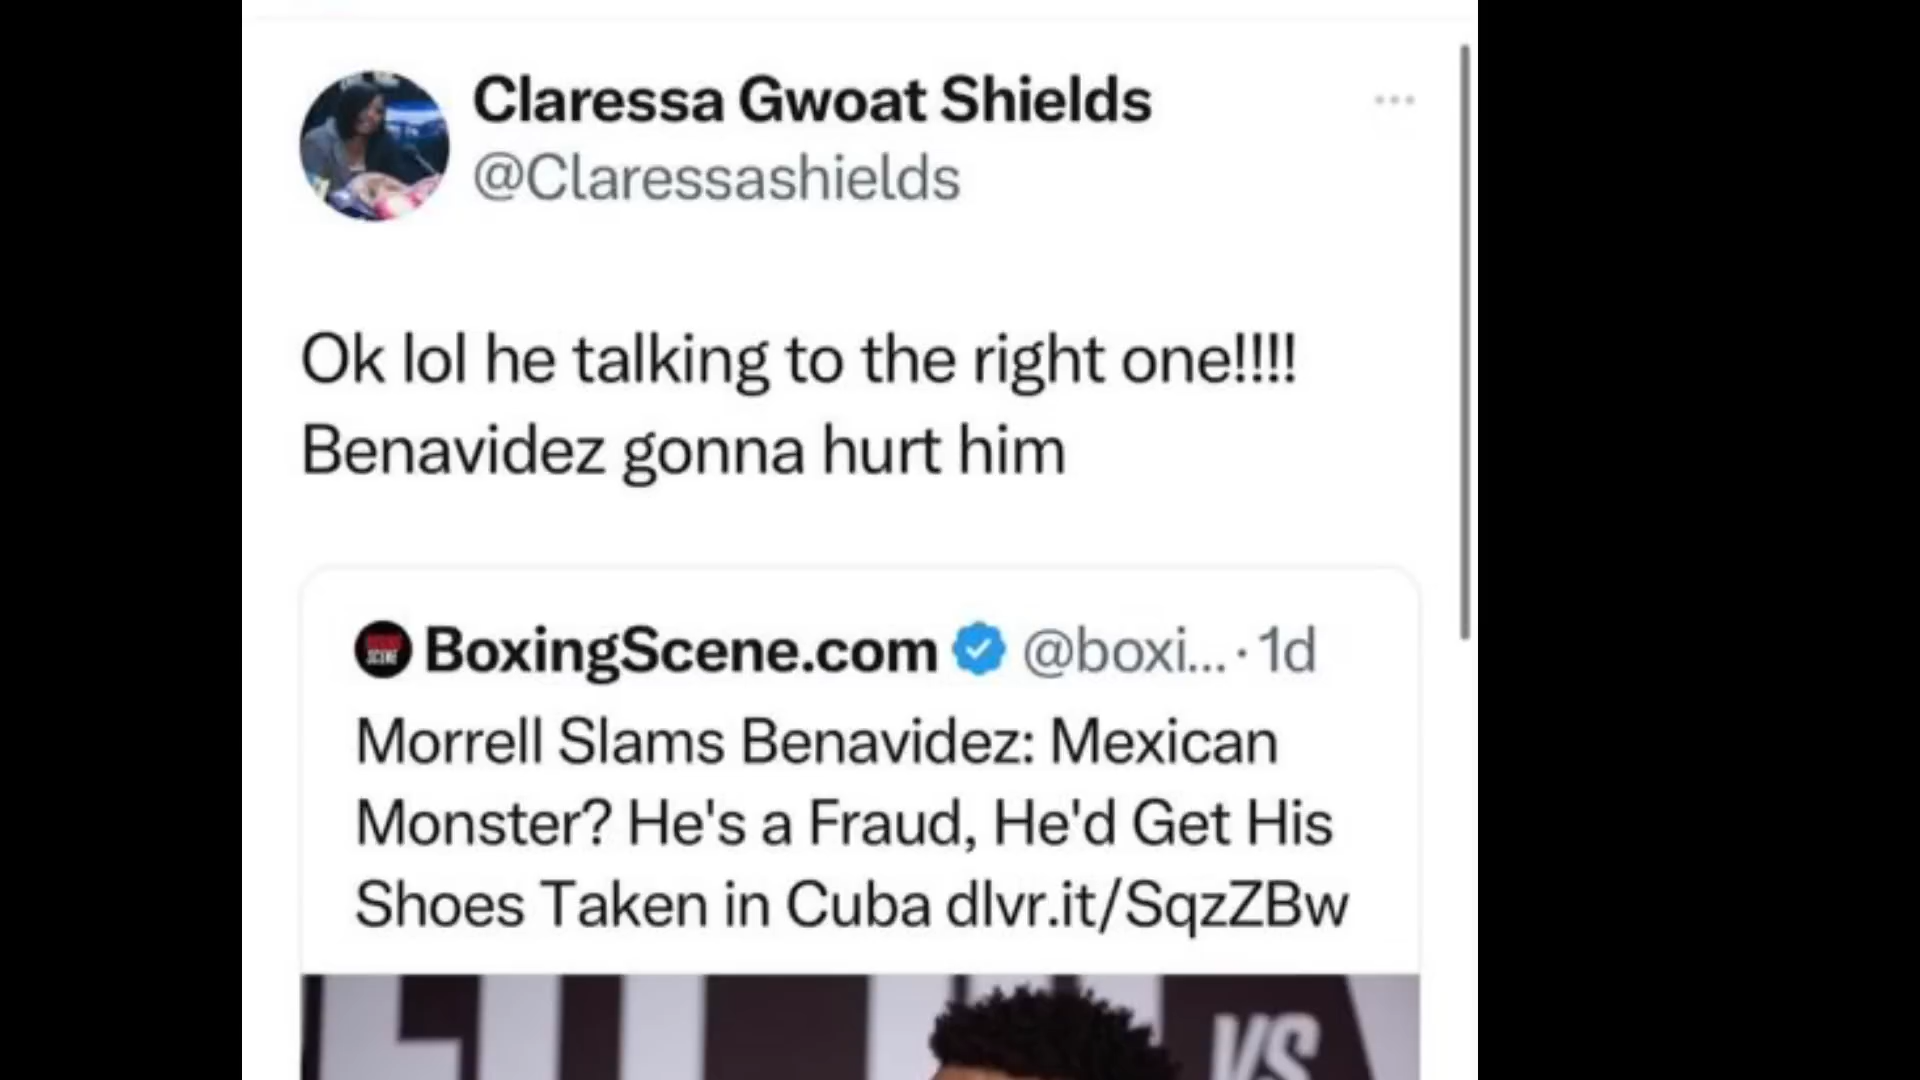 Claressa Gwoat Shields
@Claressashields
Ok lol he talking to the right one!!!!
Benavidez gonna hurt him
BoxingScene.com @boxi... · 1d
Morrell Slams Benavidez: Mexican
Monster? He's a Fraud, He'd Get His
Shoes Taken in Cuba dlvr.it/SqzZBw
VS